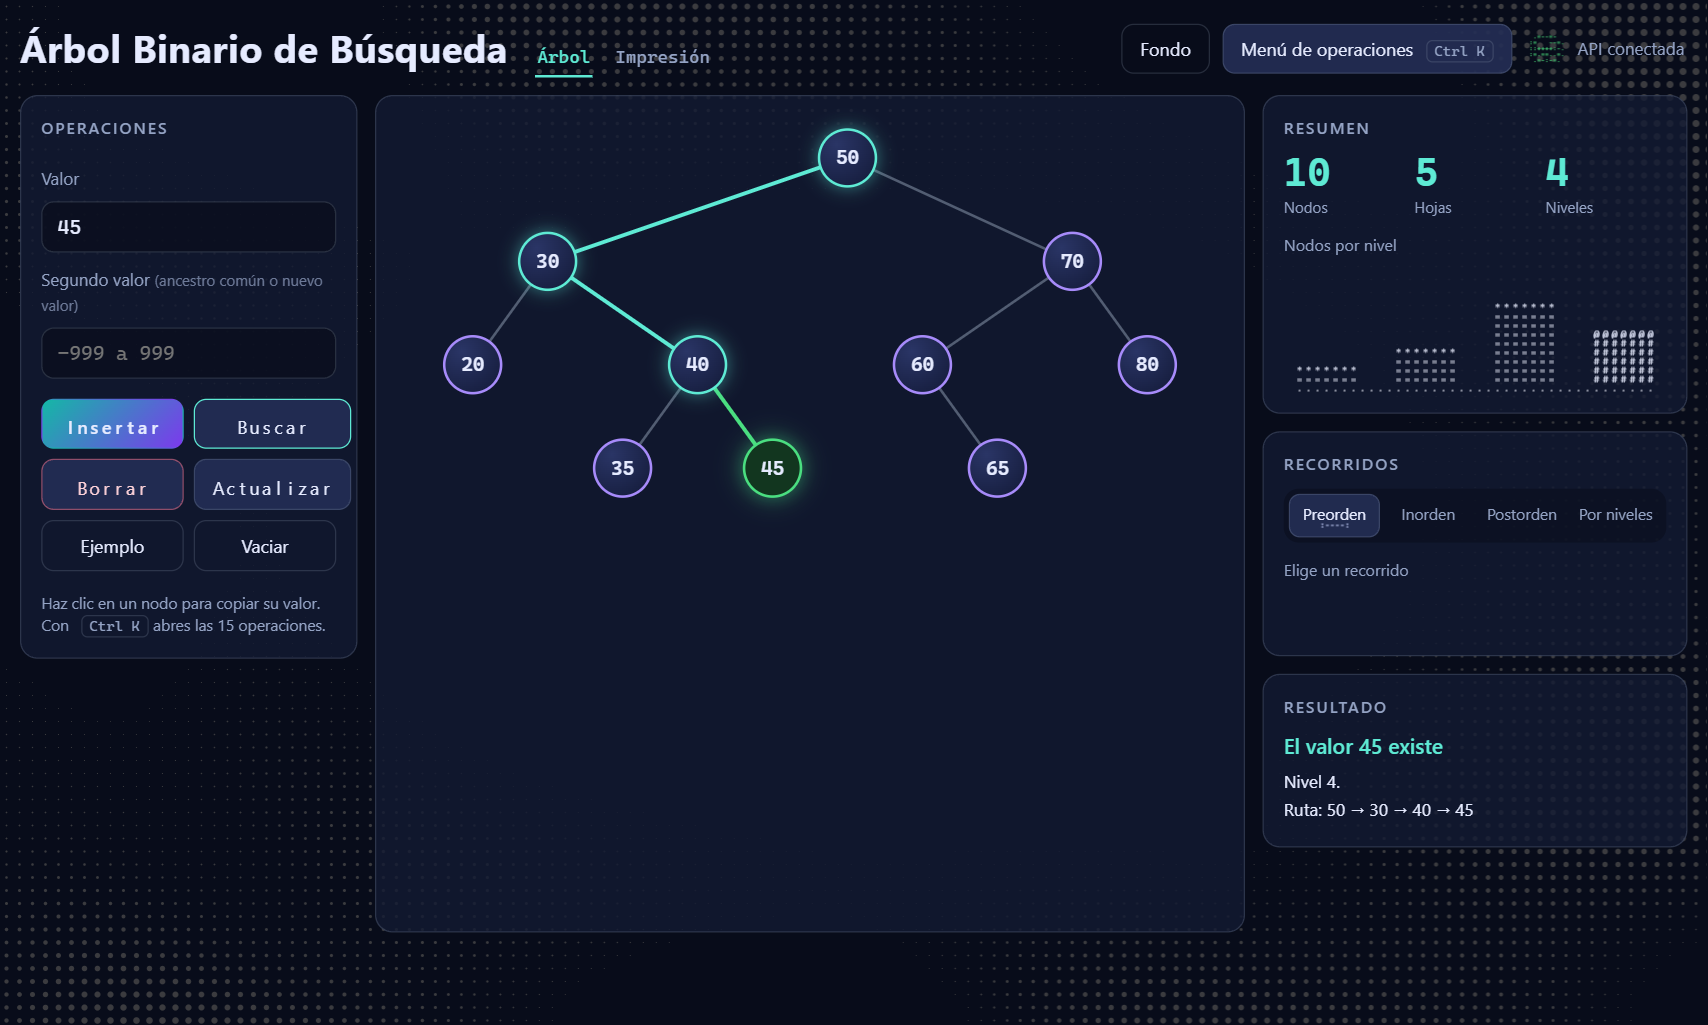 Árbol Binario de Búsqueda
Árbol
Impresión
Fondo
Menú de operaciones Ctrl K
API conectada
OPERACIONES
Valor
45
Segundo valor (ancestro común o nuevo
valor)
-999 a 999
Insertar
Buscar
Borrar
Actualizar
Ejemplo
Vaciar
Haz clic en un nodo para copiar su valor.
Con Ctrl K abres las 15 operaciones.
50
30
70
20
40
60
80
35
45
65
RESUMEN
10
5
4
Nodos
Hojas
Niveles
Nodos por nivel
RECORRIDOS
Preorden
Inorden
Postorden
Por niveles
Elige un recorrido
RESULTADO
El valor 45 existe
Nivel 4.
Ruta: 50 → 30 → 40 → 45